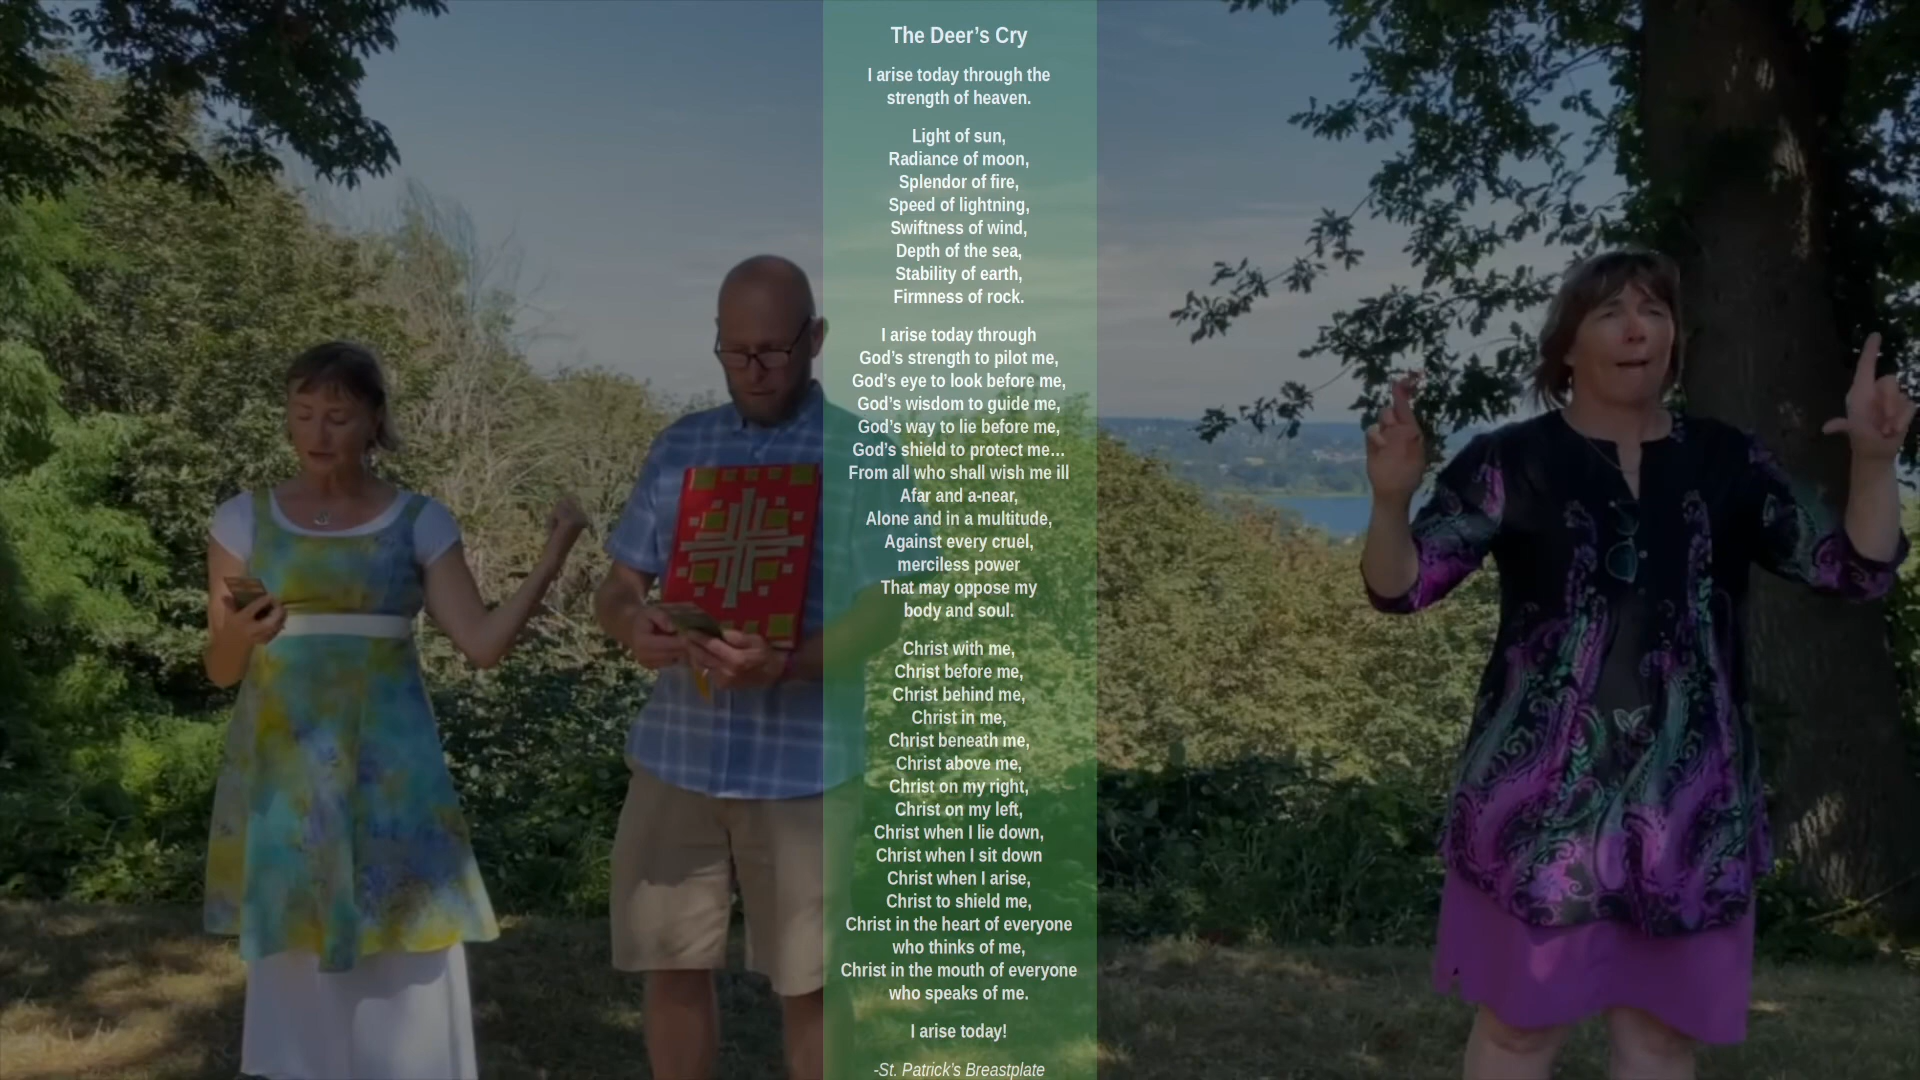 The Deer’s Cry
I arise today through the
strength of heaven.
Light of sun,
Radiance of moon,
Splendor of fire,
Speed of lightning,
Swiftness of wind,
Depth of the sea,
Stability of earth,
Firmness of rock.
I arise today through
God’s strength to pilot me,
God’s eye to look before me,
God’s wisdom to guide me,
God’s way to lie before me,
God’s shield to protect me…
From all who shall wish me ill
Afar and a-near,
Alone and in a multitude,
Against every cruel,
merciless power
That may oppose my
body and soul.
Christ with me,
Christ before me,
Christ behind me,
Christ in me,
Christ beneath me,
Christ above me,
Christ on my right,
Christ on my left,
Christ when I lie down,
Christ when I sit down
Christ when I arise,
Christ to shield me,
Christ in the heart of everyone
who thinks of me,
Christ in the mouth of everyone
who speaks of me.
I arise today!
-St. Patrick’s Breastplate